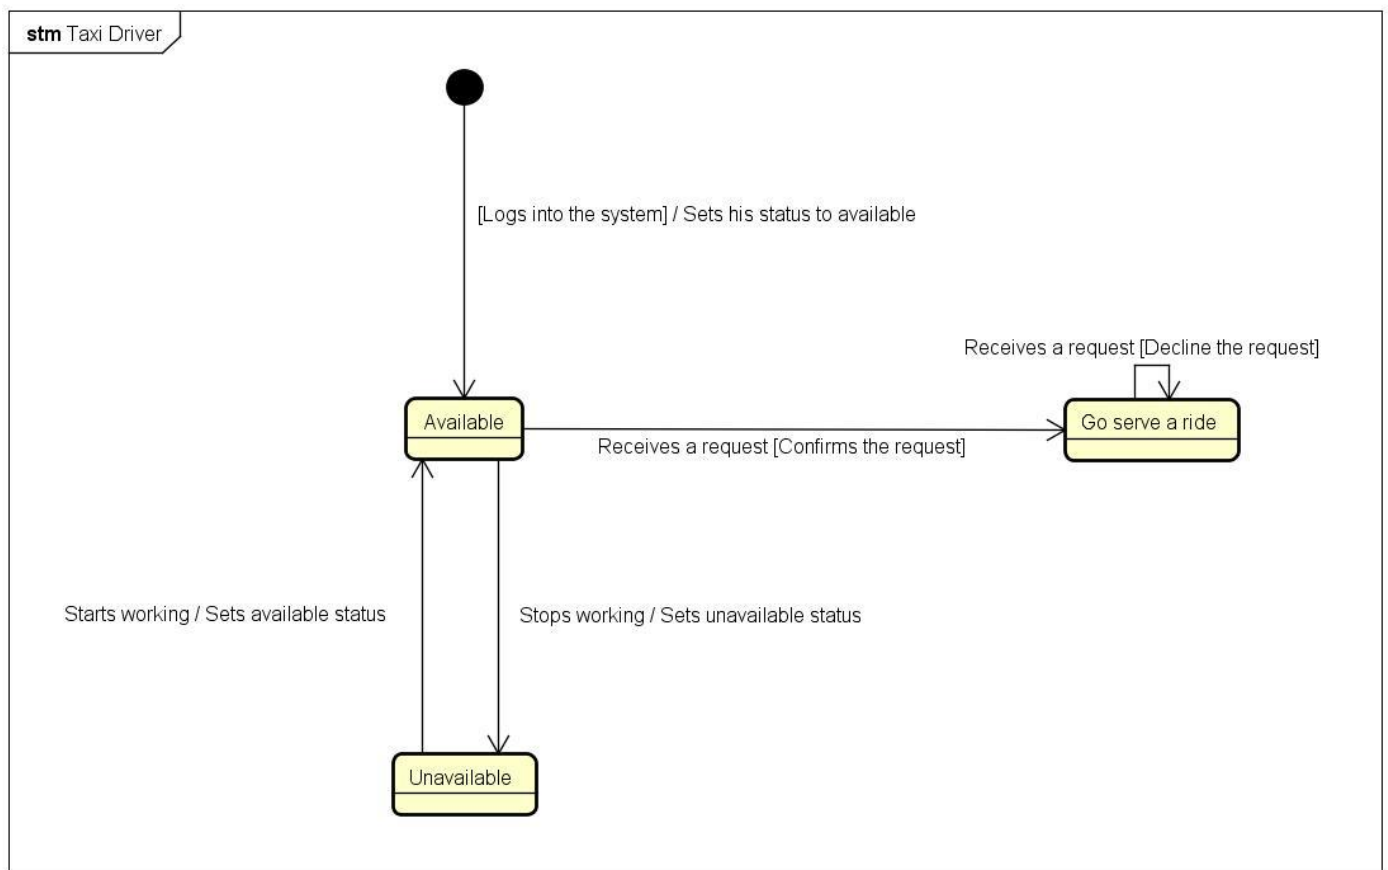 stm Taxi Driver
[Logs into the system] / Sets his status to available
Receives a request [Decline the request]
Available
Go serve a ride
Receives a request [Confirms the request]
Starts working / Sets available status
Stops working / Sets unavailable status
Unavailable